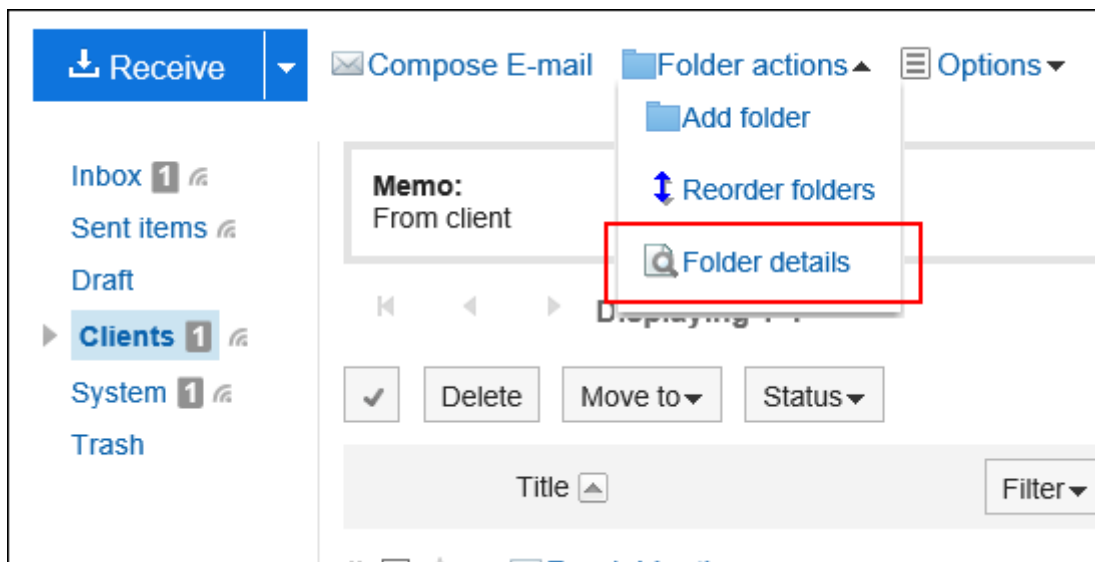 Receive
Compose E-mail Folder actions Options
Add folder
Reorder folders
Folder details
Inbox 1
Sent items
Draft
Clients 1
System 1
Trash
Memo:
From client
Displaying
Delete Move to Status
Title Filter